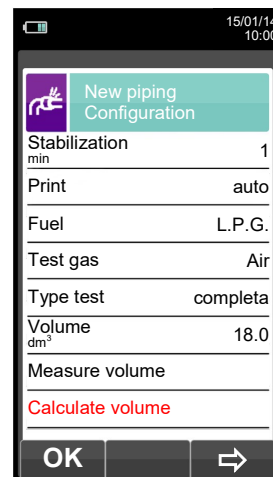 15/01/14
10:00
New piping
Configuration
Stabilization
min 1
Print auto
Fuel L.P.G.
Test gas Air
Type test completa
Volume
dm³ 18.0
Measure volume
Calculate volume
OK